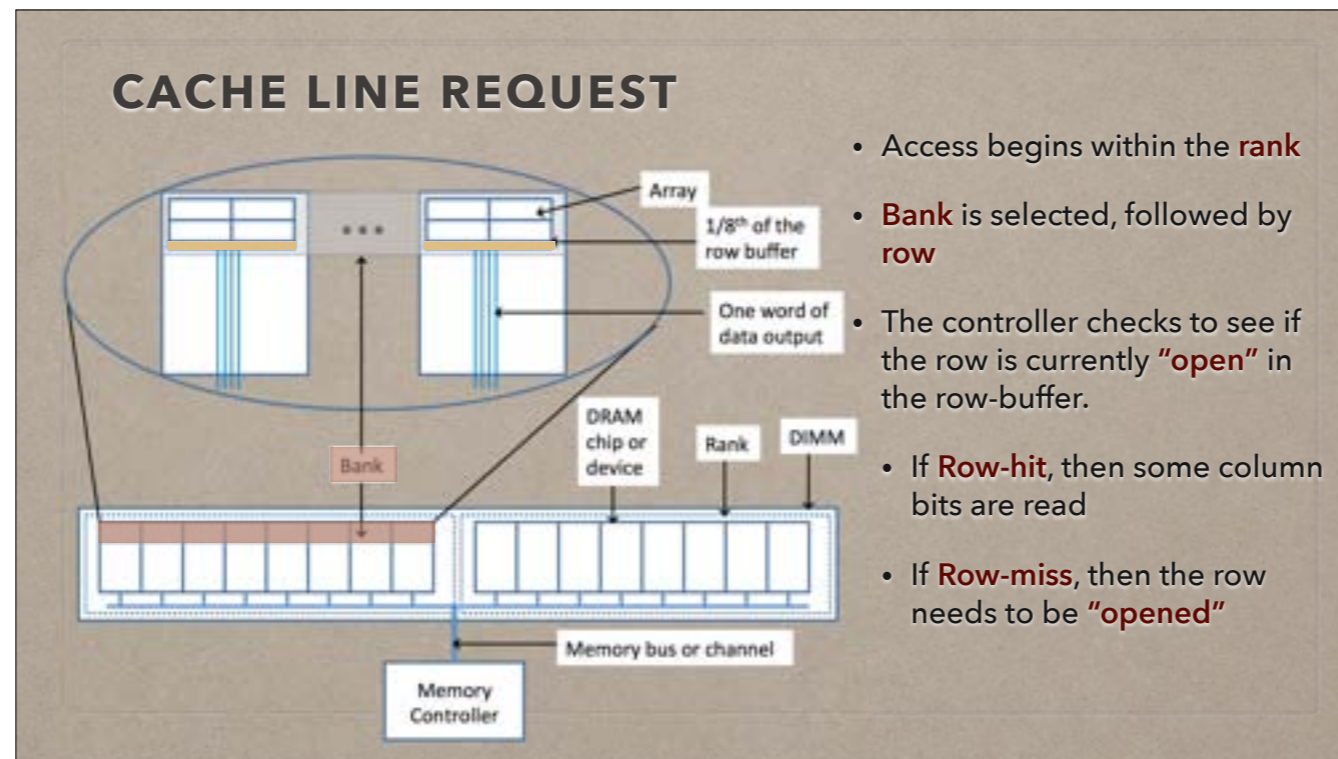 CACHE LINE REQUEST
Array
1/8th of the
row buffer
One word of
data output
Bank
DRAM
chip or
device
Rank
DIMM
Memory bus or channel
Memory
Controller
• Access begins within the rank
• Bank is selected, followed by
row
• The controller checks to see if
the row is currently "open" in
the row-buffer.
• If Row-hit, then some column
bits are read
• If Row-miss, then the row
needs to be "opened"